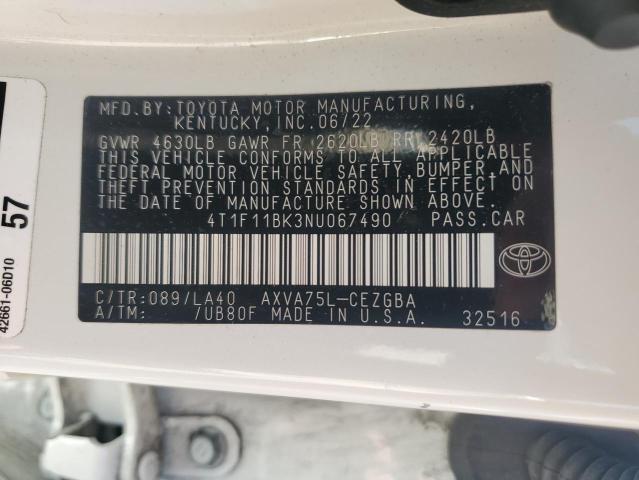 MFD.BY:TOYOTA MOTOR MANUFACTURING,
KENTUCKY, INC. 06/22
GVWR 4630LB GAWR FR 2620LB RR 2420LB
THIS VEHICLE CONFORMS TO ALL APPLICABLE
FEDERAL MOTOR VEHICLE SAFETY, BUMPER, AND
THEFT PREVENTION STANDARDS IN EFFECT ON
THE DATE OF MANUFACTURE SHOWN ABOVE.
4T1F11BK3NU067490 PASS.CAR
C/TR:089/LA40 AXVA75L-CEZGBA
A/TM: /UB80F MADE IN U.S.A. 32516
57
42661-06D10